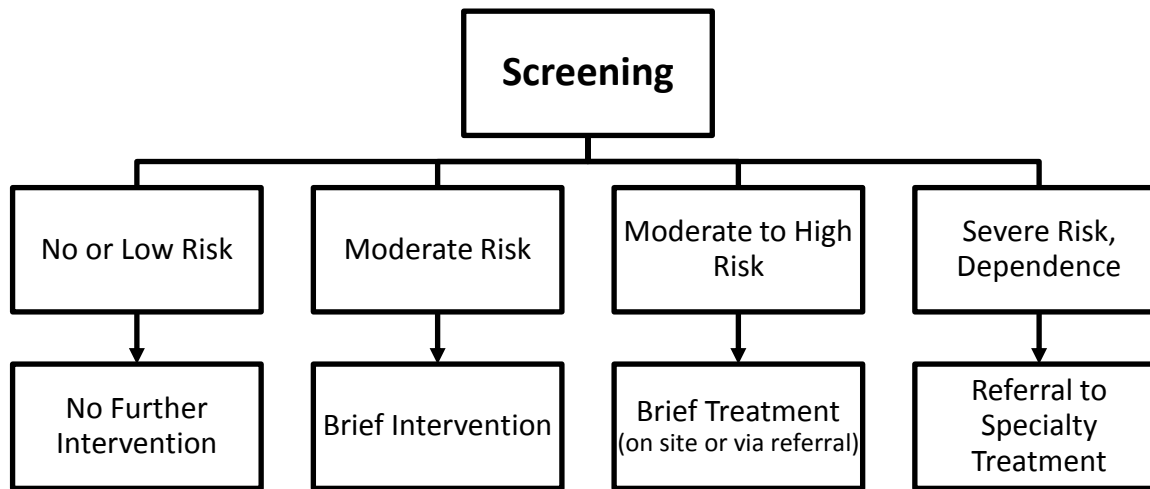 Screening
No or Low Risk
Moderate Risk
Moderate to High
Risk
Severe Risk,
Dependence
No Further
Intervention
Brief Intervention
Brief Treatment
(on site or via referral)
Referral to
Specialty
Treatment